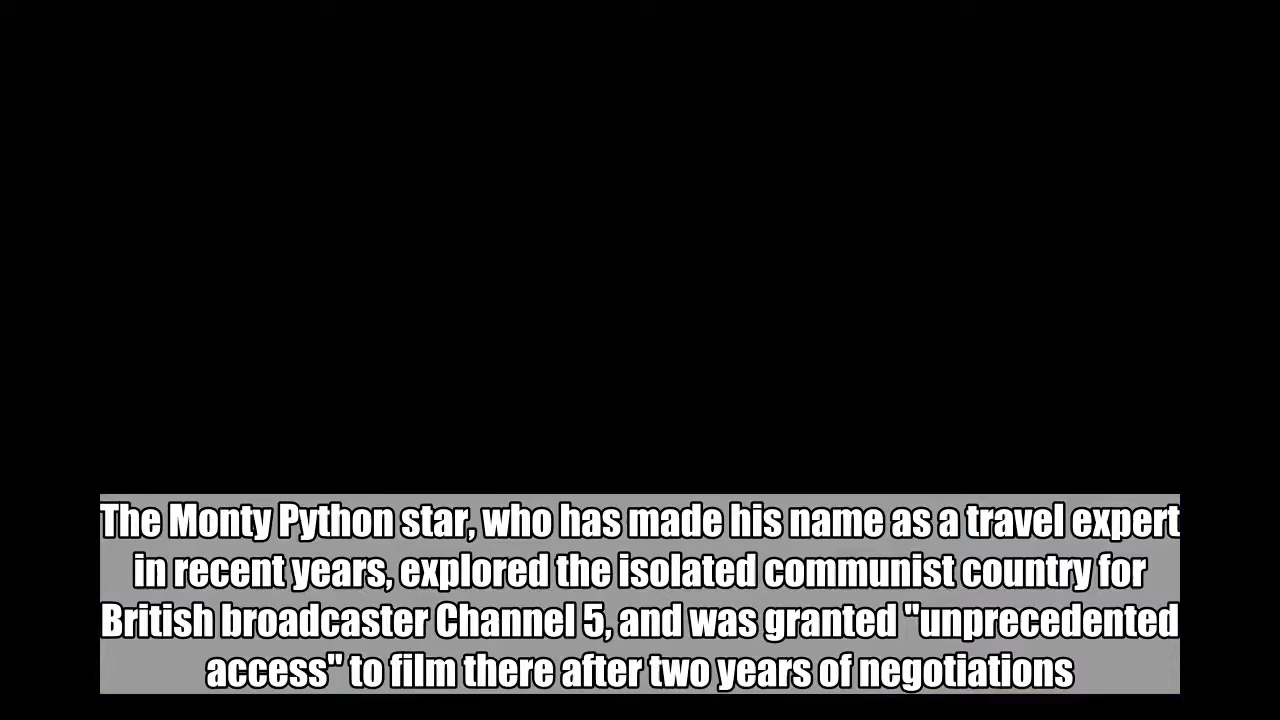 The Monty Python star, who has made his name as a travel expert
in recent years, explored the isolated communist country for
British broadcaster Channel 5, and was granted "unprecedented
access" to film there after two years of negotiations